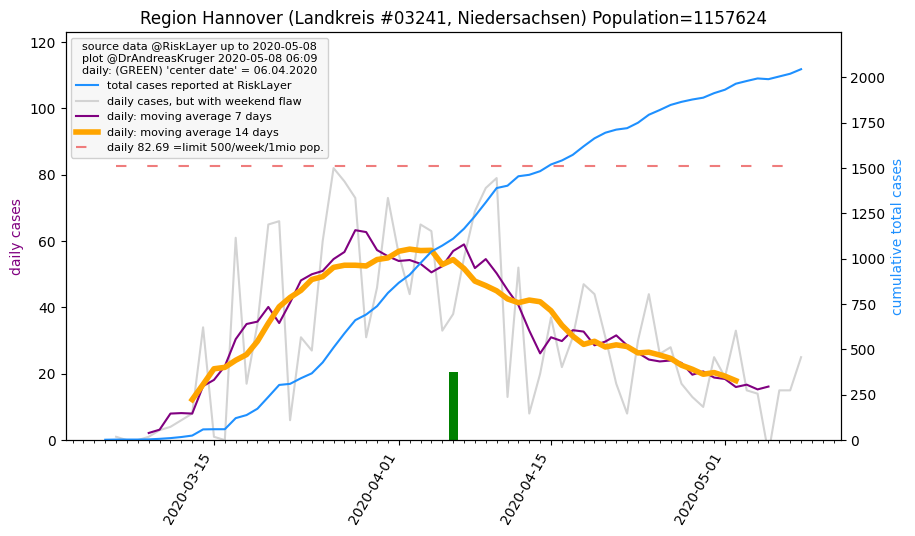 Region Hannover (Landkreis #03241, Niedersachsen) Population=1157624
source data @RiskLayer up to 2020-05-08
plot @DrAndreasKruger 2020-05-08 06:09
daily: (GREEN) 'center date' = 06.04.2020
total cases reported at RiskLayer
daily cases, but with weekend flaw
daily: moving average 7 days
daily: moving average 14 days
daily 82.69 =limit 500/week/1mio pop.
daily cases
120
100
80
60
40
20
0
2000
1750
1500
1250
1000
750
500
250
0
cumulative total cases
2020-03-15
2020-04-01
2020-04-15
2020-05-01